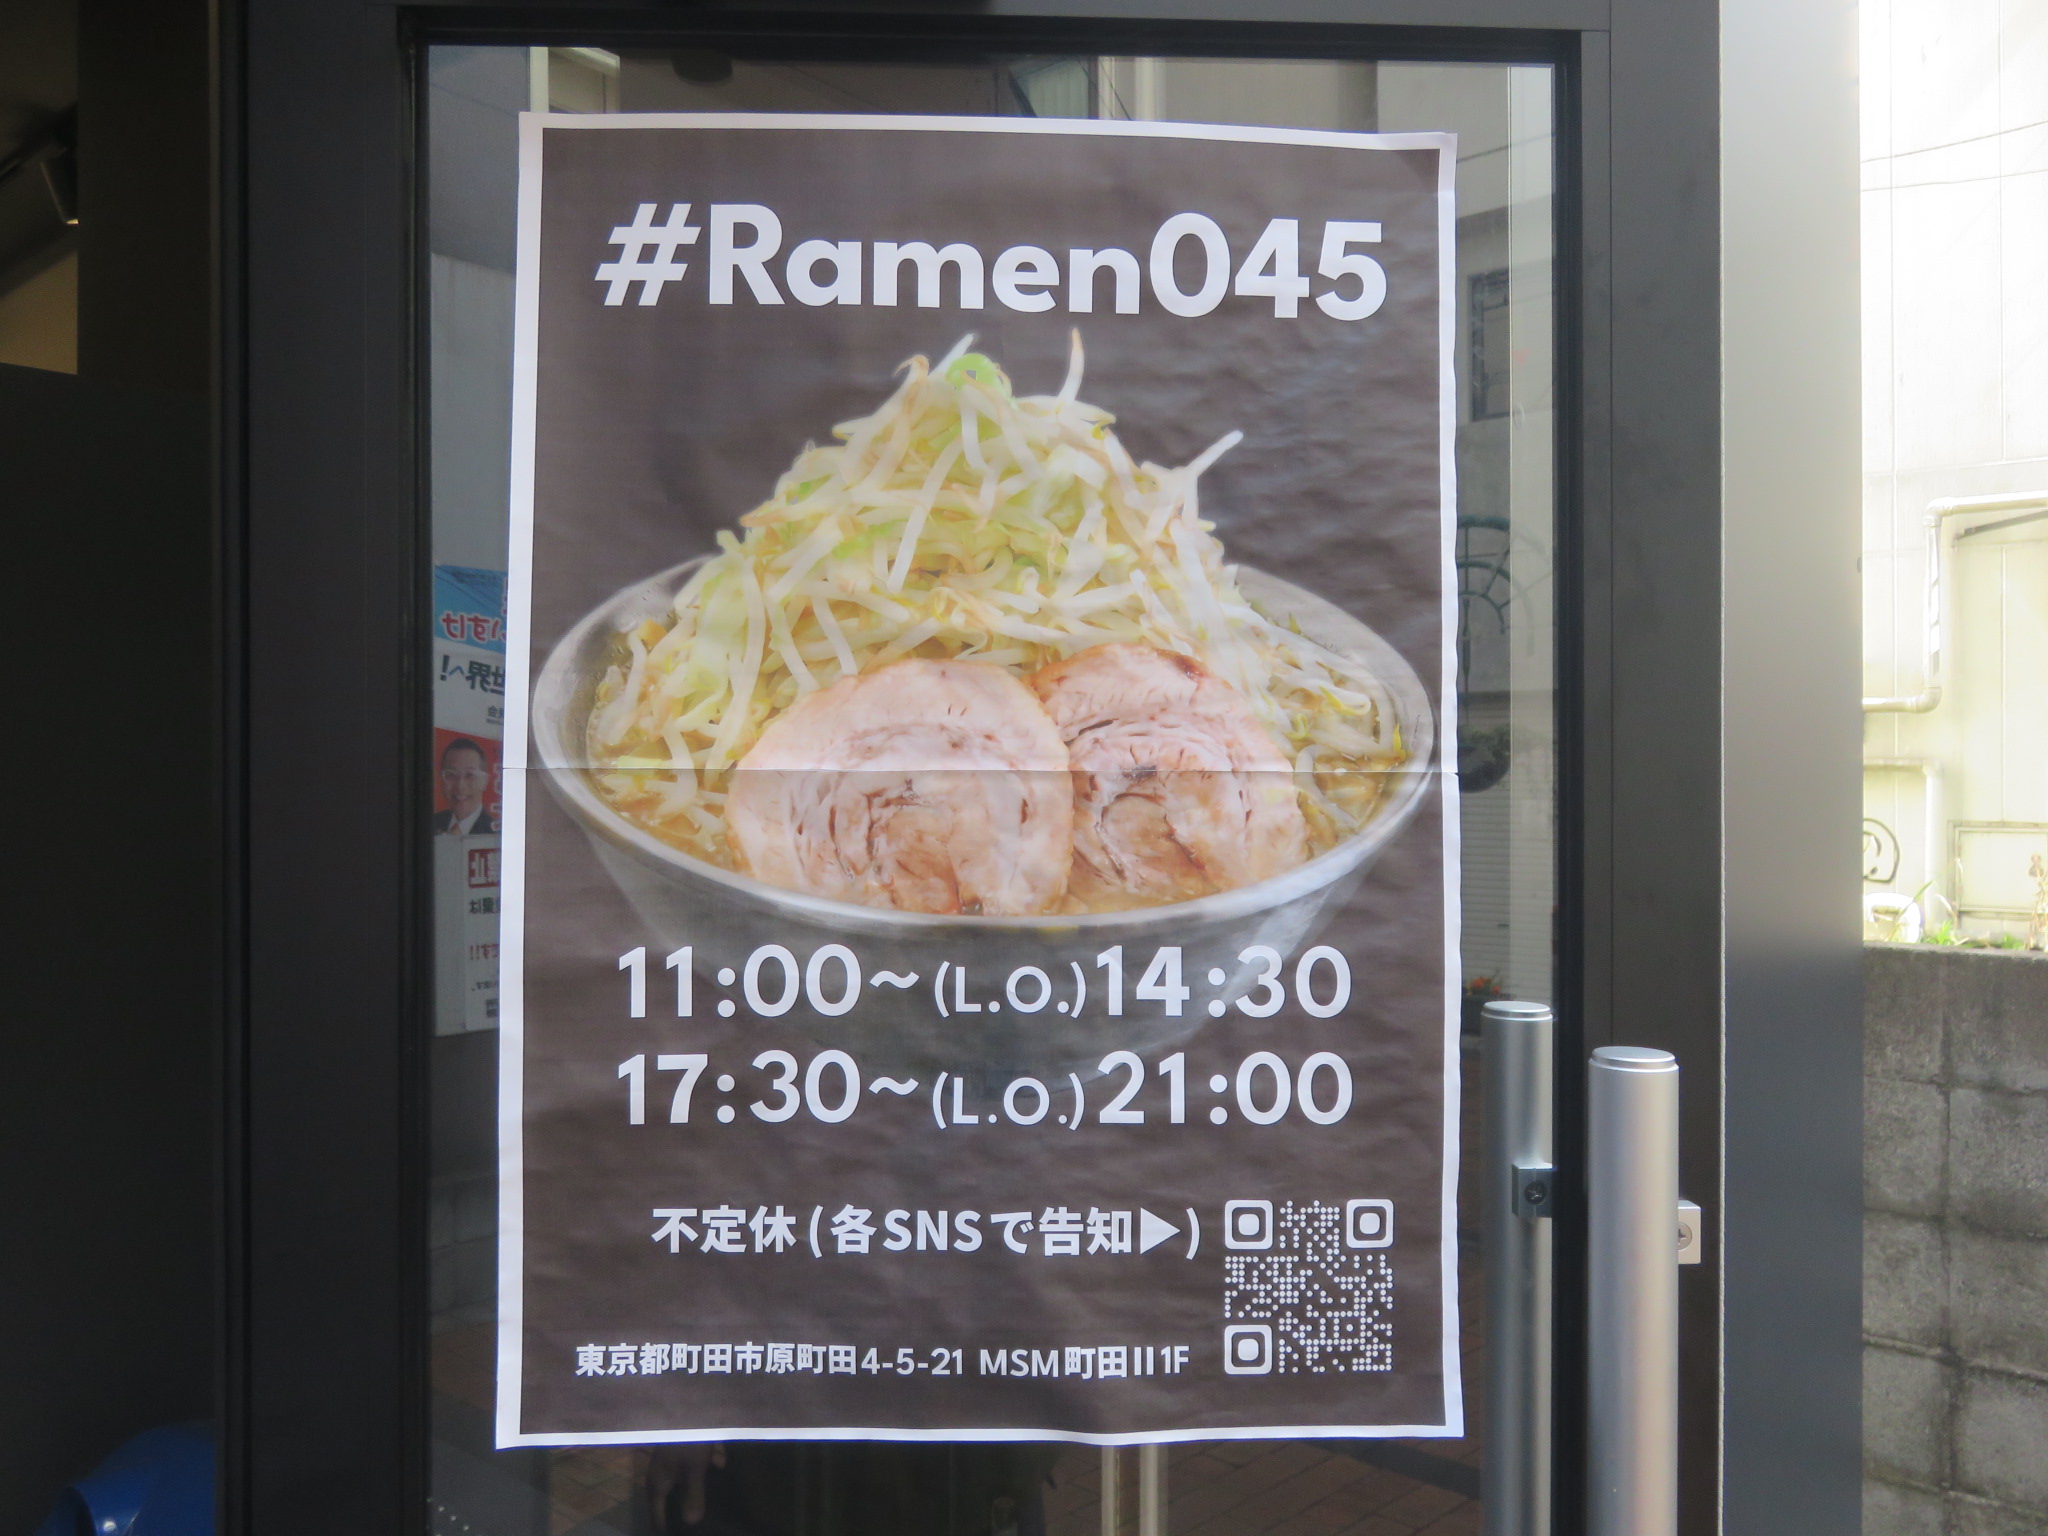 #Ramen045
11:00~(L.O.)14:30
17:30~(L.O.)21:00
不定休(各SNSで告知▶)
東京都町田市原町田4-5-21 MSM町田II1F